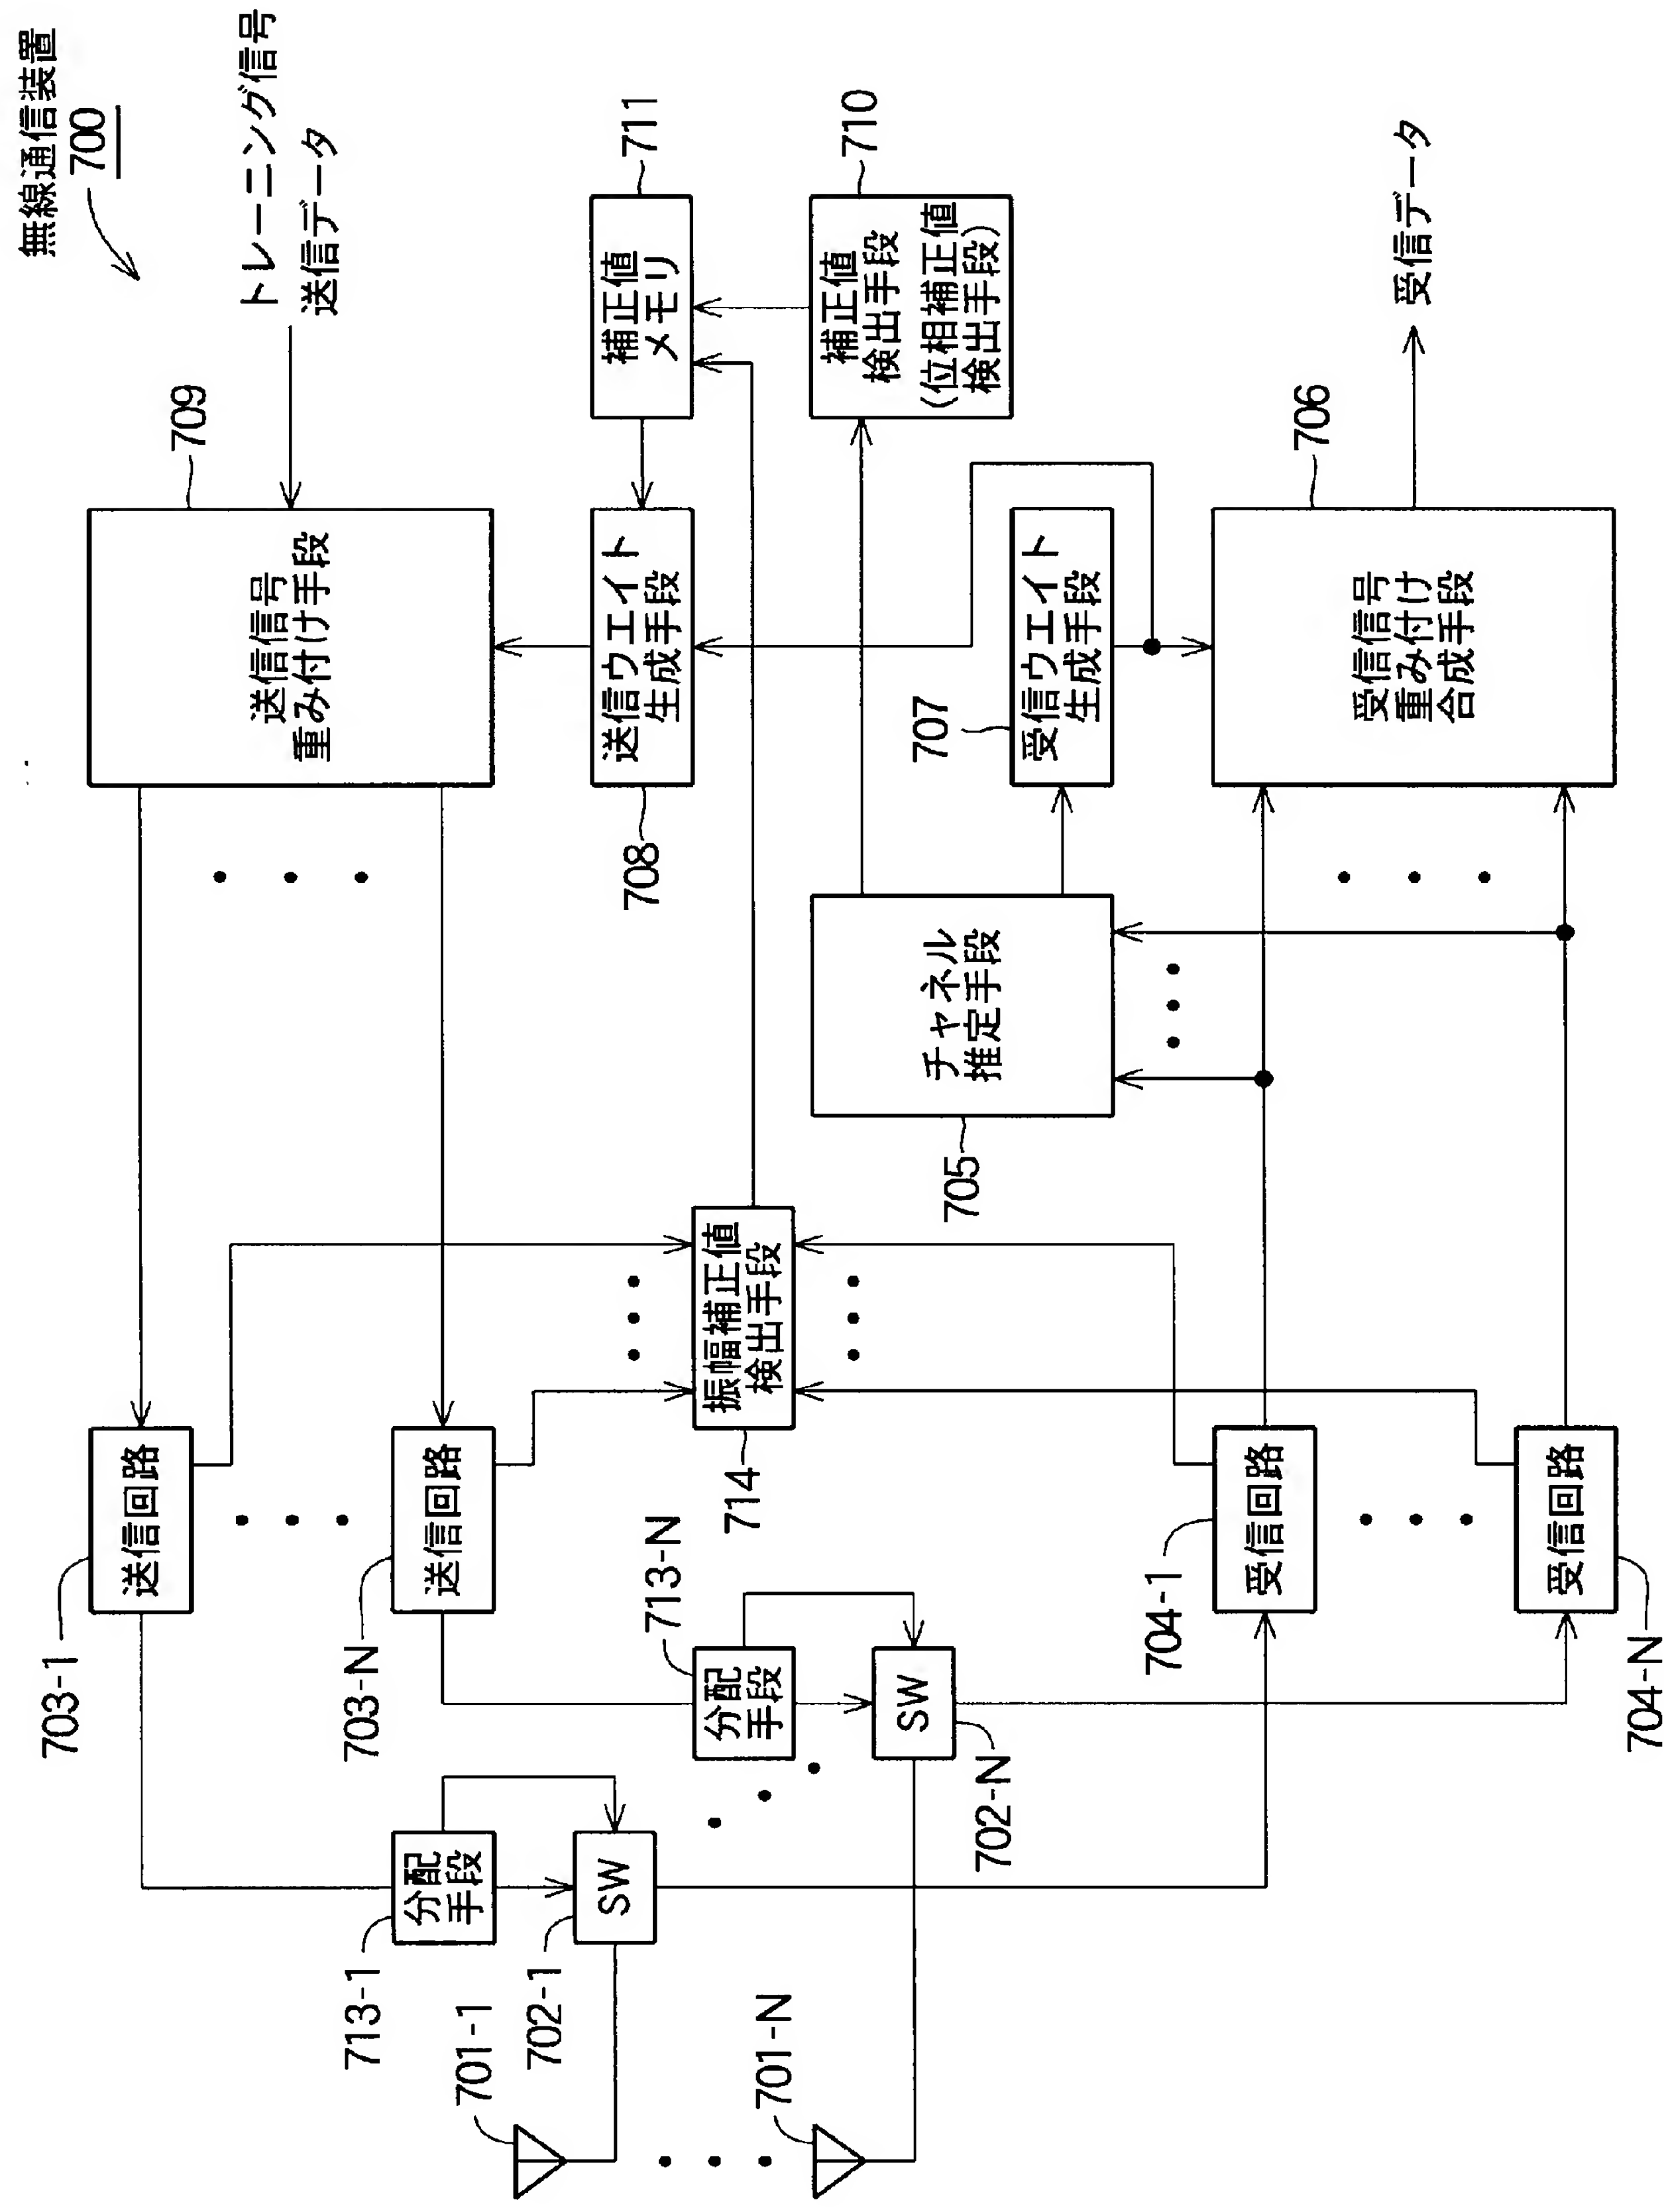 無線通信装置
700
トレーニング信号
送信データ
709
送信信号
重み付け手段
711
補正値
メモリ
710
補正値
検出手段
(位相補正値
検出手段)
送信ウエイト
生成手段
708
受信ウエイト
生成手段
707
706
受信信号
重み付け
合成手段
受信データ
チャネル
推定手段
705
振幅補正値
検出手段
714
送信回路
703-1
送信回路
703-N
分配
手段
713-N
SW
702-N
受信回路
704-1
受信回路
704-N
分配
手段
713-1
SW
702-1
701-1
701-N